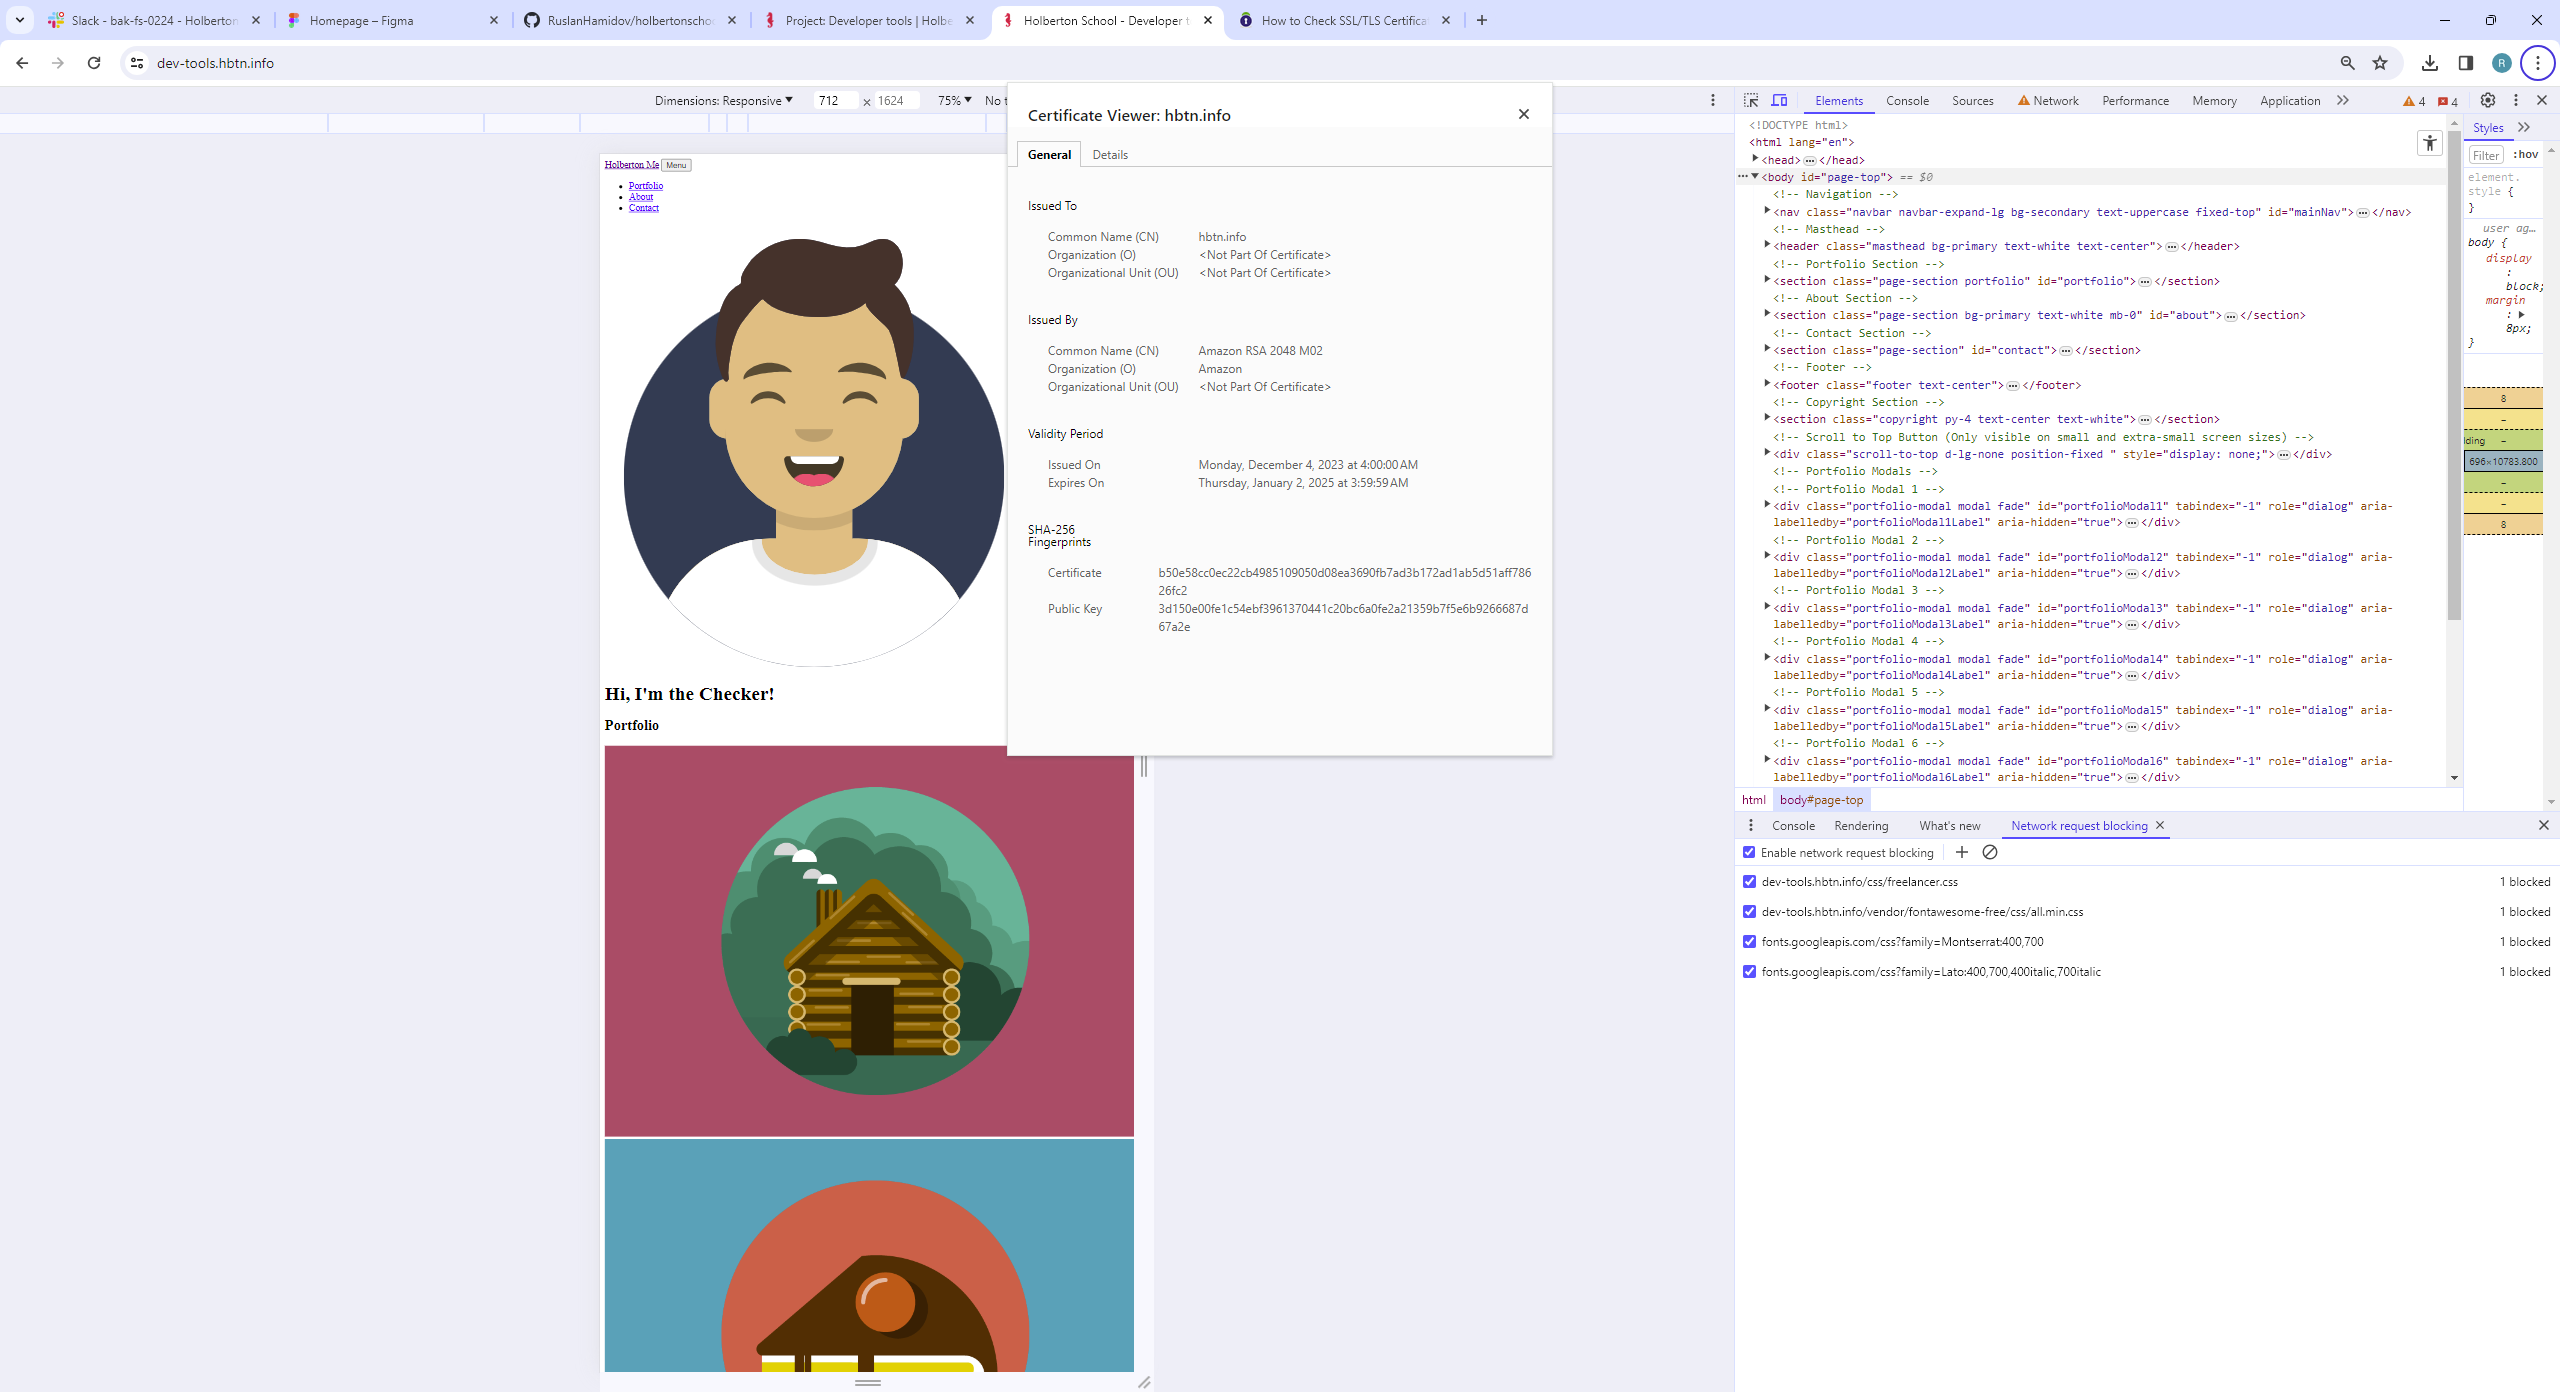 Slack - bak-fs-0224 - Holberton
Homepage – Figma
RuslanHamidov/holbertonscho
Project: Developer tools | Holbe
Holberton School - Developer t
How to Check SSL/TLS Certifica
dev-tools.hbtn.info
R
Dimensions: Responsive
712 × 1624
75%
No t
Holberton Me
Menu
Portfolio
About
Contact
Hi, I'm the Checker!
Portfolio
Certificate Viewer: hbtn.info
General Details
Issued To
Common Name (CN) hbtn.info
Organization (O) <Not Part Of Certificate>
Organizational Unit (OU) <Not Part Of Certificate>
Issued By
Common Name (CN) Amazon RSA 2048 M02
Organization (O) Amazon
Organizational Unit (OU) <Not Part Of Certificate>
Validity Period
Issued On Monday, December 4, 2023 at 4:00:00 AM
Expires On Thursday, January 2, 2025 at 3:59:59 AM
SHA-256
Fingerprints
Certificate b50e58cc0ec22cb4985109050d08ea3690fb7ad3b172ad1ab5d51aff786
26fc2
Public Key 3d150e00fe1c54ebf3961370441c20bc6a0fe2a21359b7f5e6b9266687d
67a2e
Elements Console Sources Network Performance Memory Application
4 4
<!DOCTYPE html>
<html lang="en">
<head>…</head>
<body id="page-top"> == $0
<!-- Navigation -->
<nav class="navbar navbar-expand-lg bg-secondary text-uppercase fixed-top" id="mainNav">…</nav>
<!-- Masthead -->
<header class="masthead bg-primary text-white text-center">…</header>
<!-- Portfolio Section -->
<section class="page-section portfolio" id="portfolio">…</section>
<!-- About Section -->
<section class="page-section bg-primary text-white mb-0" id="about">…</section>
<!-- Contact Section -->
<section class="page-section" id="contact">…</section>
<!-- Footer -->
<footer class="footer text-center">…</footer>
<!-- Copyright Section -->
<section class="copyright py-4 text-center text-white">…</section>
<!-- Scroll to Top Button (Only visible on small and extra-small screen sizes) -->
<div class="scroll-to-top d-lg-none position-fixed " style="display: none;">…</div>
<!-- Portfolio Modals -->
<!-- Portfolio Modal 1 -->
<div class="portfolio-modal modal fade" id="portfolioModal1" tabindex="-1" role="dialog" aria-
labelledby="portfolioModal1Label" aria-hidden="true">…</div>
<!-- Portfolio Modal 2 -->
<div class="portfolio-modal modal fade" id="portfolioModal2" tabindex="-1" role="dialog" aria-
labelledby="portfolioModal2Label" aria-hidden="true">…</div>
<!-- Portfolio Modal 3 -->
<div class="portfolio-modal modal fade" id="portfolioModal3" tabindex="-1" role="dialog" aria-
labelledby="portfolioModal3Label" aria-hidden="true">…</div>
<!-- Portfolio Modal 4 -->
<div class="portfolio-modal modal fade" id="portfolioModal4" tabindex="-1" role="dialog" aria-
labelledby="portfolioModal4Label" aria-hidden="true">…</div>
<!-- Portfolio Modal 5 -->
<div class="portfolio-modal modal fade" id="portfolioModal5" tabindex="-1" role="dialog" aria-
labelledby="portfolioModal5Label" aria-hidden="true">…</div>
<!-- Portfolio Modal 6 -->
<div class="portfolio-modal modal fade" id="portfolioModal6" tabindex="-1" role="dialog" aria-
labelledby="portfolioModal6Label" aria-hidden="true">…</div>
html body#page-top
Styles
Filter :hov
element.
style {
}
user ag…
body {
display
:
block;
margin
:
8px;
}
8
–
–
dding –
696×10783.800
–
–
8
Console Rendering What's new Network request blocking
Enable network request blocking
dev-tools.hbtn.info/css/freelancer.css 1 blocked
dev-tools.hbtn.info/vendor/fontawesome-free/css/all.min.css 1 blocked
fonts.googleapis.com/css?family=Montserrat:400,700 1 blocked
fonts.googleapis.com/css?family=Lato:400,700,400italic,700italic 1 blocked